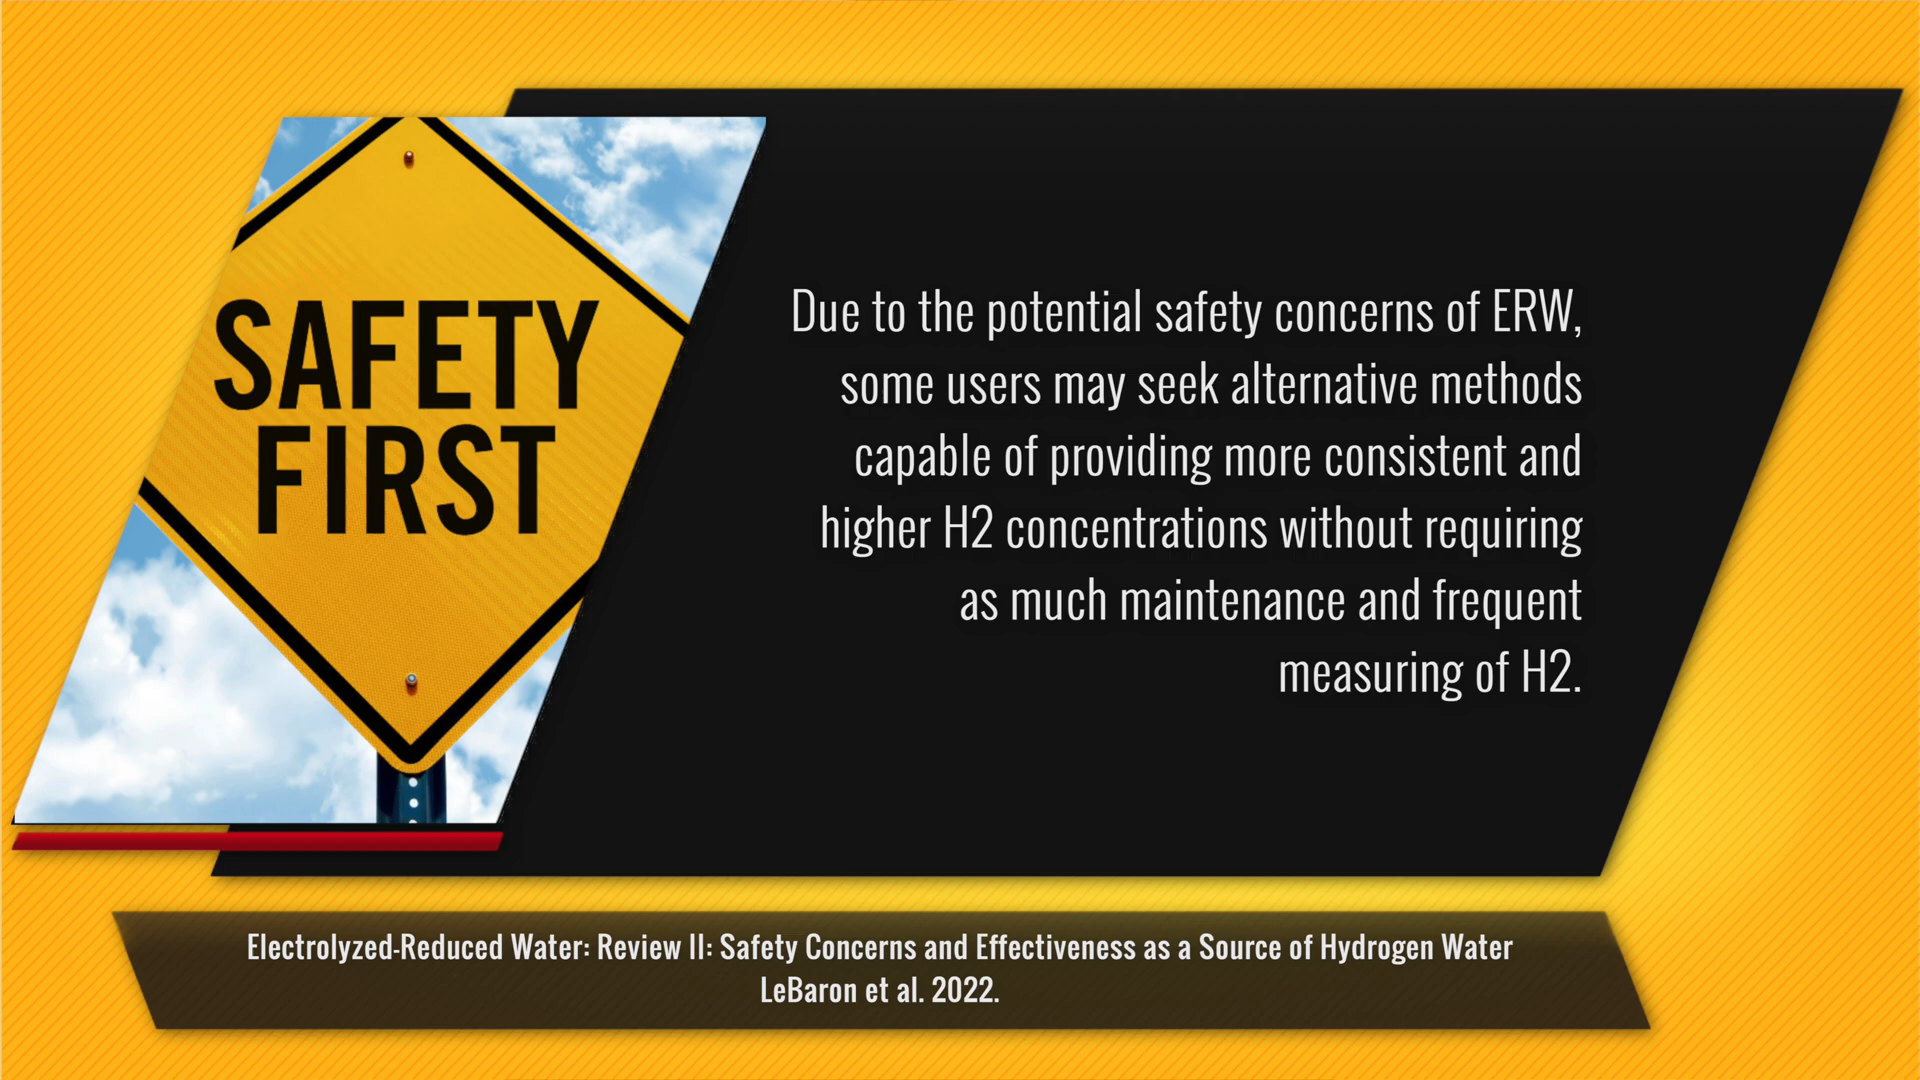 SAFETY
FIRST
Due to the potential safety concerns of ERW,
some users may seek alternative methods
capable of providing more consistent and
higher H2 concentrations without requiring
as much maintenance and frequent
measuring of H2.
Electrolyzed-Reduced Water: Review II: Safety Concerns and Effectiveness as a Source of Hydrogen Water
LeBaron et al. 2022.